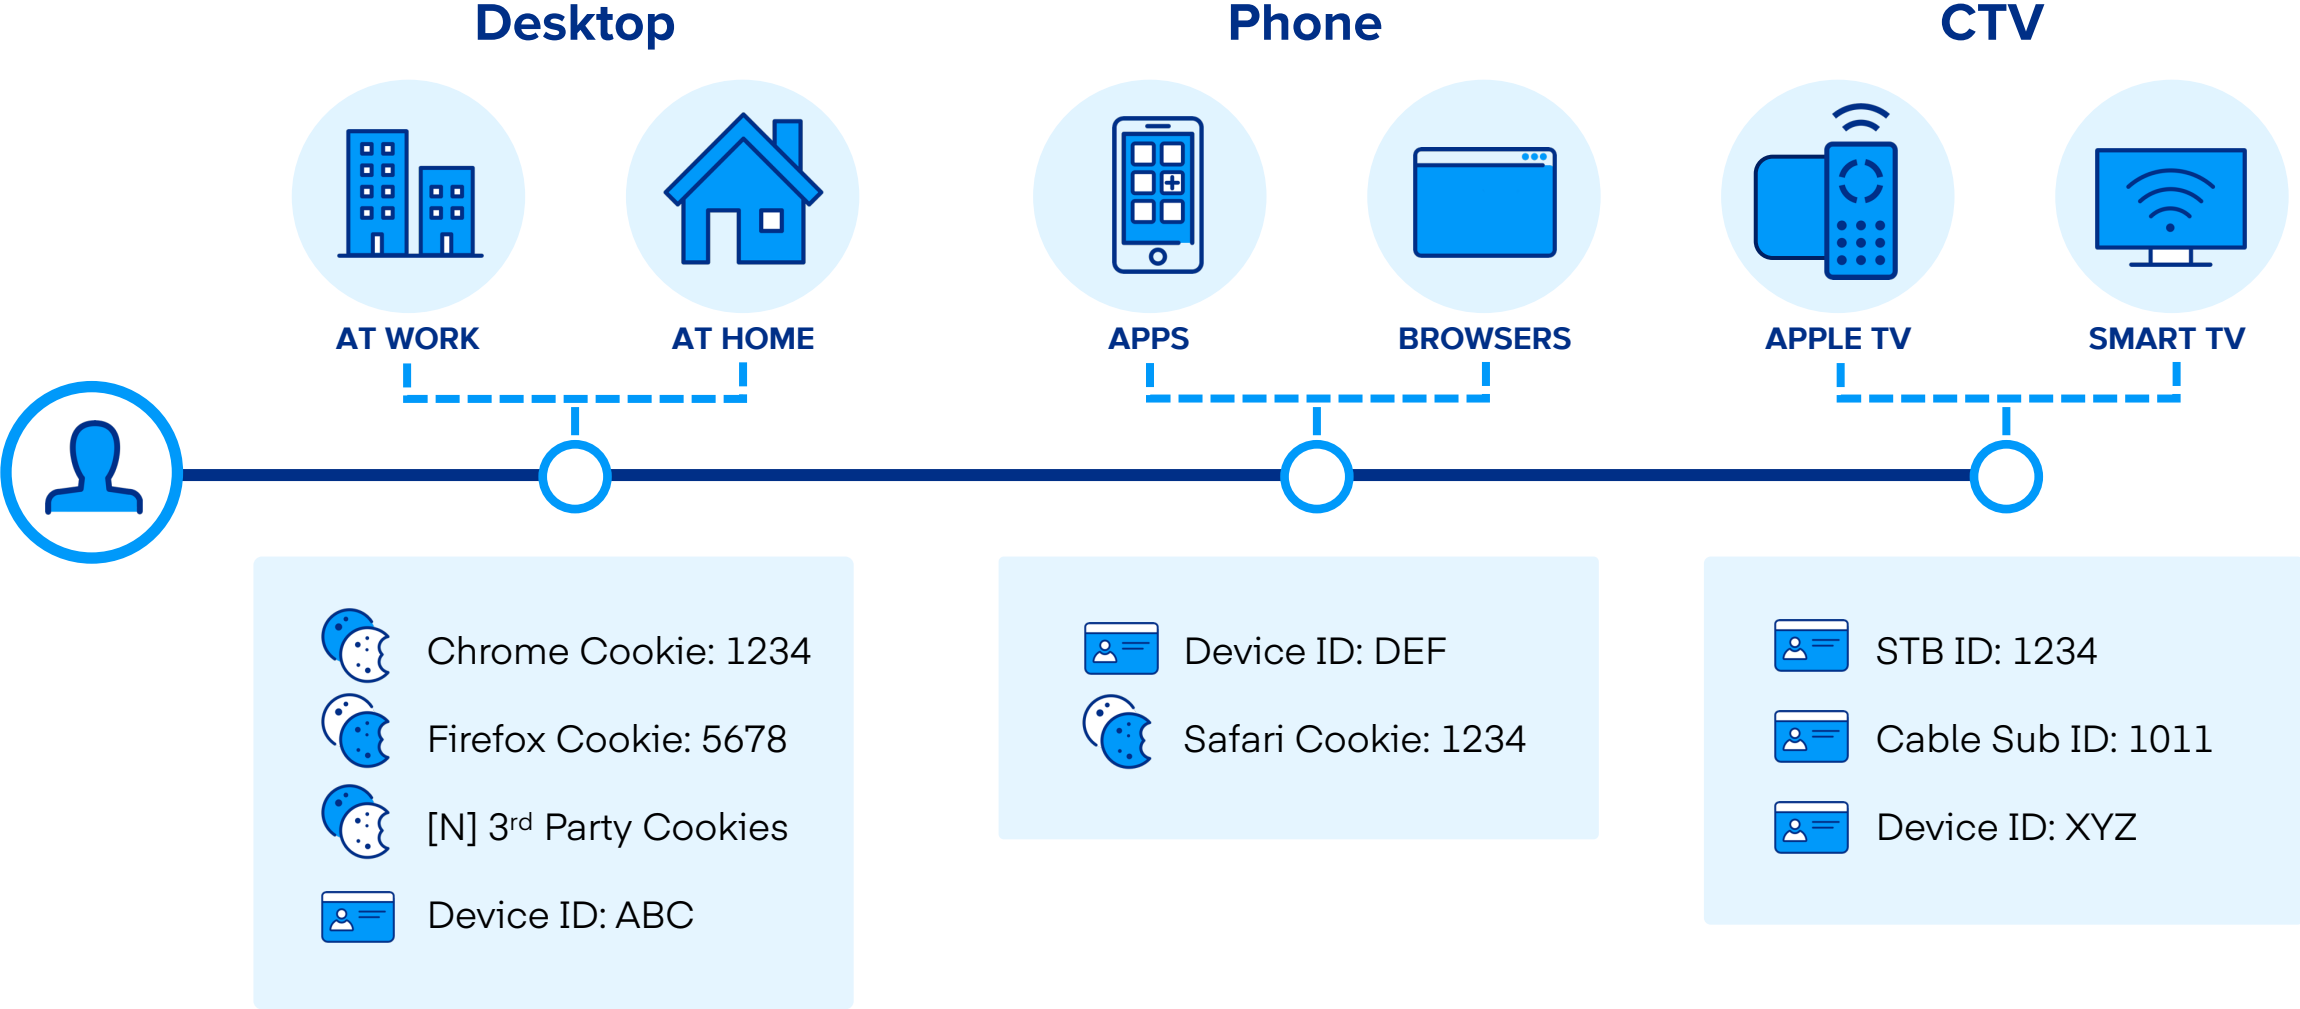 Desktop
Phone
CTV
AT WORK
AT HOME
APPS
BROWSERS
APPLE TV
SMART TV
Chrome Cookie: 1234
Firefox Cookie: 5678
[N] 3rd Party Cookies
Device ID: ABC
Device ID: DEF
Safari Cookie: 1234
STB ID: 1234
Cable Sub ID: 1011
Device ID: XYZ